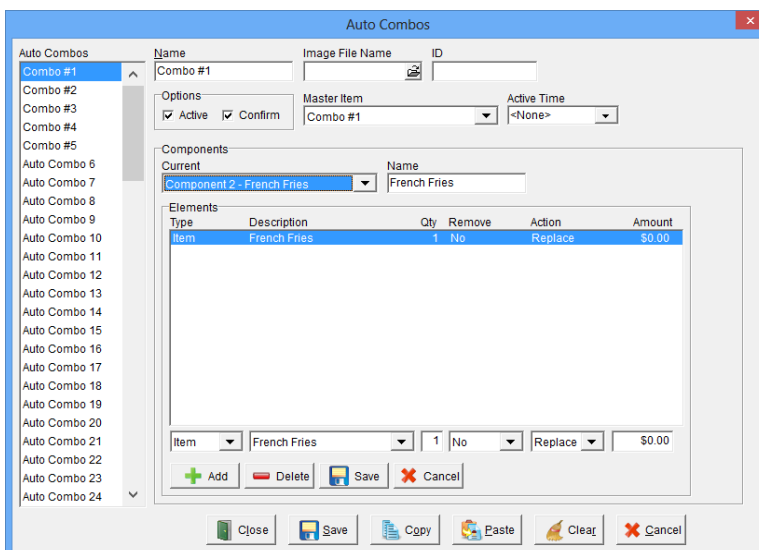 Auto Combos
Auto Combos
Combo #1
Combo #2
Combo #3
Combo #4
Combo #5
Auto Combo 6
Auto Combo 7
Auto Combo 8
Auto Combo 9
Auto Combo 10
Auto Combo 11
Auto Combo 12
Auto Combo 13
Auto Combo 14
Auto Combo 15
Auto Combo 16
Auto Combo 17
Auto Combo 18
Auto Combo 19
Auto Combo 20
Auto Combo 21
Auto Combo 22
Auto Combo 23
Auto Combo 24
Name Image File Name ID
Combo #1
Options Master Item Active Time
Active Confirm Combo #1 <None>
Components
Current Name
Component 2 - French Fries French Fries
Elements
Type Description Qty Remove Action Amount
Item French Fries 1 No Replace $0.00
Item French Fries 1 No Replace $0.00
Add Delete Save Cancel
Close Save Copy Paste Clear Cancel